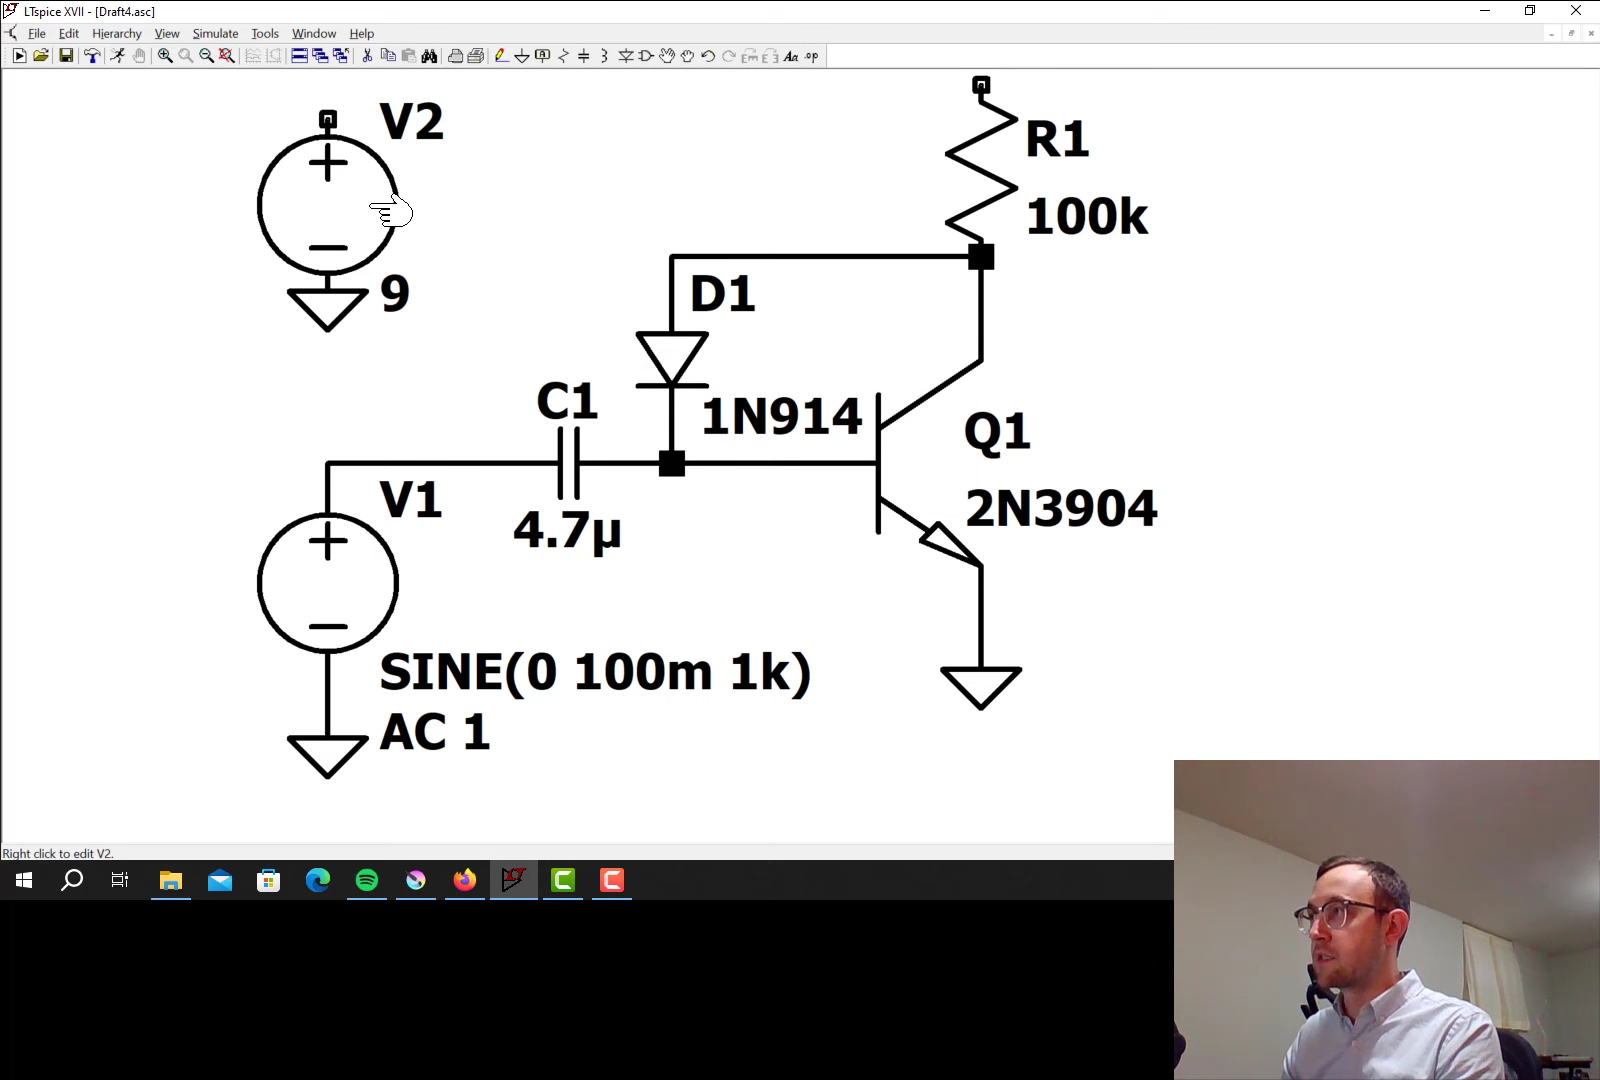 LTspice XVII - [Draft4.asc]
File Edit Hierarchy View Simulate Tools Window Help
V2
R1
100k
9
D1
C1
1N914
Q1
V1
2N3904
4.7µ
SINE(0 100m 1k)
AC 1
Right click to edit V2.